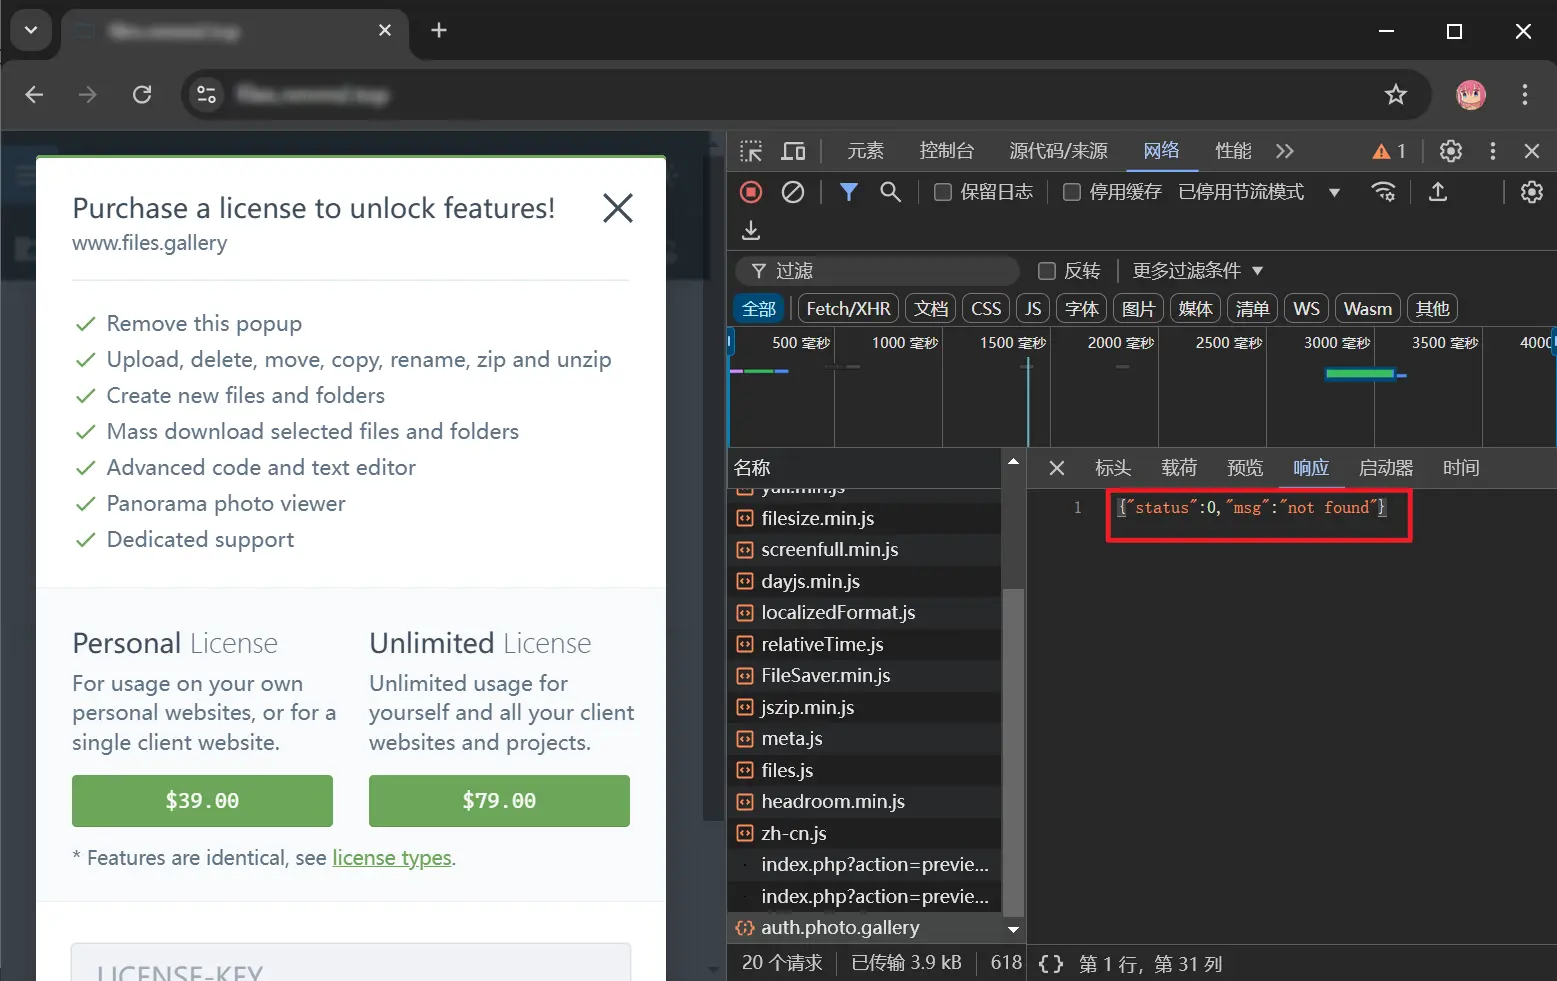 Purchase a license to unlock features!
www.files.gallery
Remove this popup
Upload, delete, move, copy, rename, zip and unzip
Create new files and folders
Mass download selected files and folders
Advanced code and text editor
Panorama photo viewer
Dedicated support
Personal License
For usage on your own
personal websites, or for a
single client website.
$39.00
Unlimited License
Unlimited usage for
yourself and all your client
websites and projects.
$79.00
* Features are identical, see license types.
LICENSE-KEY
元素 控制台 源代码/来源 网络 性能 1
保留日志 停用缓存 已停用节流模式
过滤 反转 更多过滤条件
全部 Fetch/XHR 文档 CSS JS 字体 图片 媒体 清单 WS Wasm 其他
500 毫秒 1000 毫秒 1500 毫秒 2000 毫秒 2500 毫秒 3000 毫秒 3500 毫秒 4000
名称
yall.min.js
filesize.min.js
screenfull.min.js
dayjs.min.js
localizedFormat.js
relativeTime.js
FileSaver.min.js
jszip.min.js
meta.js
files.js
headroom.min.js
zh-cn.js
index.php?action=previe...
index.php?action=previe...
auth.photo.gallery
20 个请求 已传输 3.9 kB 618
标头 载荷 预览 响应 启动器 时间
1 {"status":0,"msg":"not found"}
{} 第 1 行，第 31 列